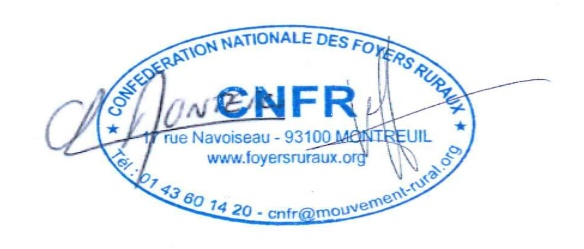 CONFEDERATION NATIONALE DES FOYERS RURAUX
CNFR
17 rue Navoiseau - 93100 MONTREUIL
www.foyersruraux.org
Tél : 01 43 60 14 20 - cnfr@mouvement-rural.org